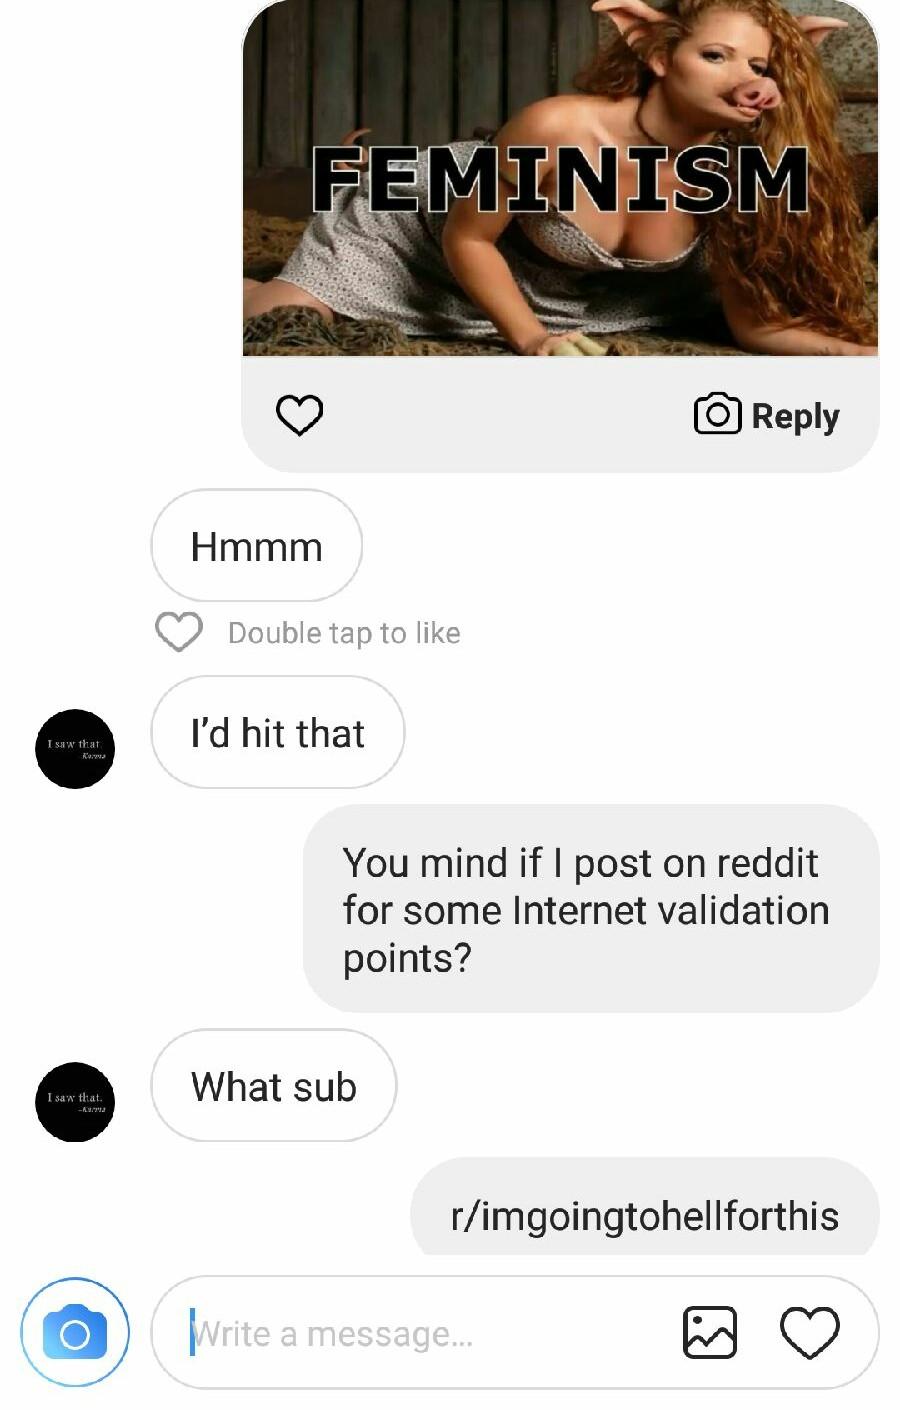 FEMINISM
Reply
Hmmm
Double tap to like
I'd hit that
I saw that.
-Karma
You mind if I post on reddit
for some Internet validation
points?
What sub
I saw that.
-Karma
r/imgoingtohellforthis
Write a message...